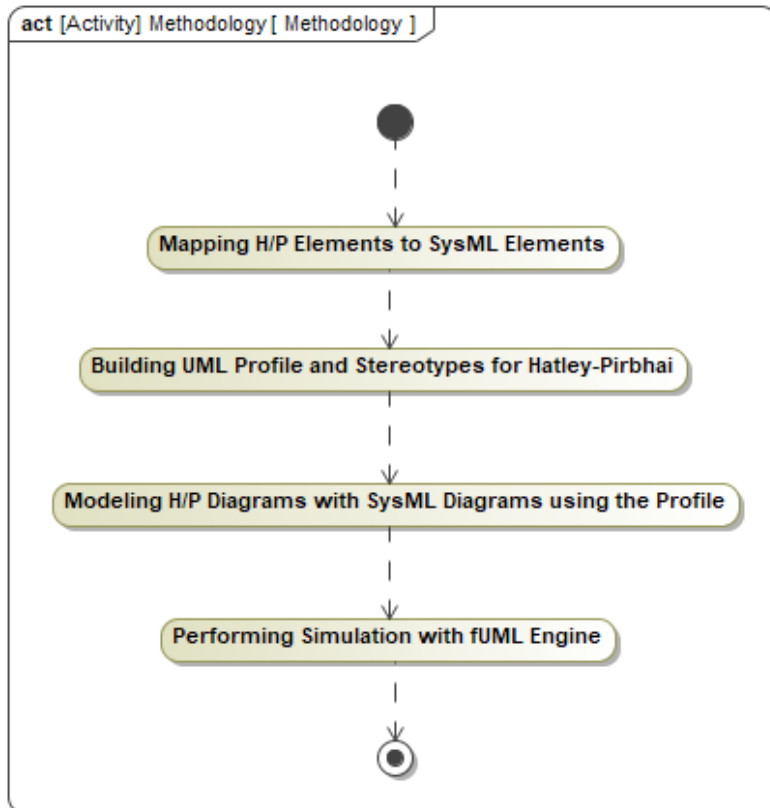 act [Activity] Methodology [ Methodology ]
Mapping H/P Elements to SysML Elements
Building UML Profile and Stereotypes for Hatley-Pirbhai
Modeling H/P Diagrams with SysML Diagrams using the Profile
Performing Simulation with fUML Engine